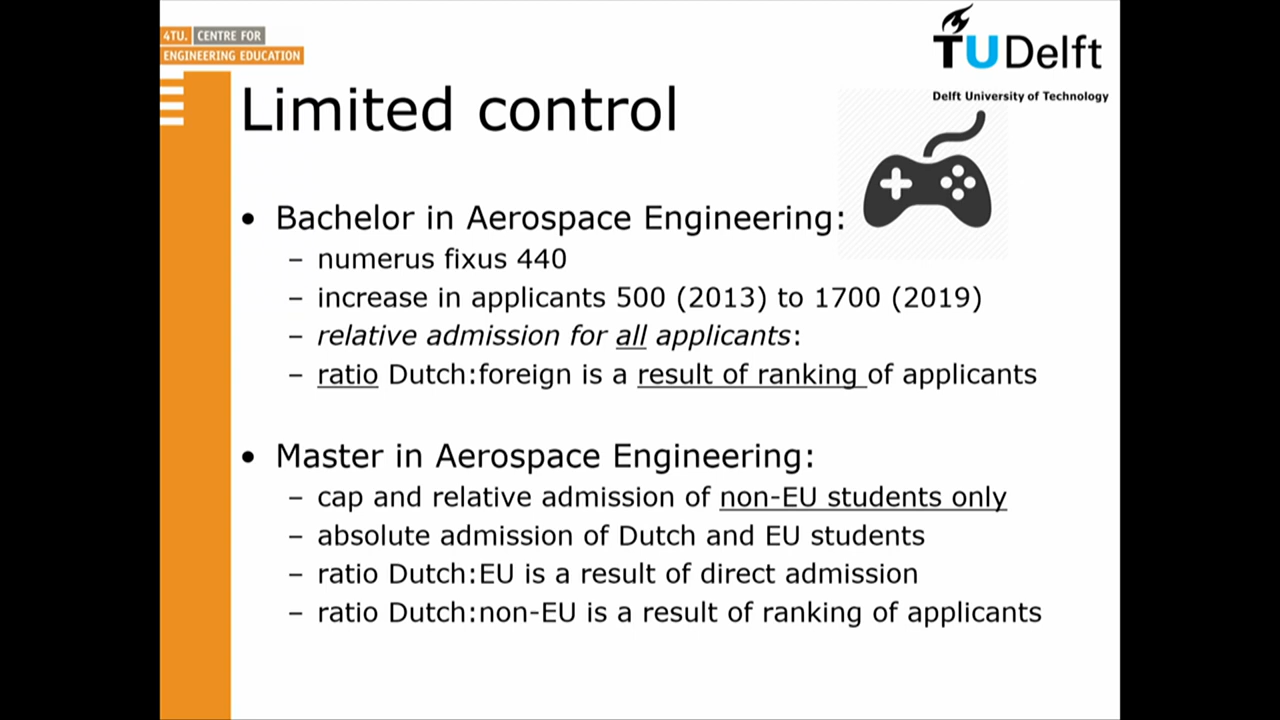 4TU. CENTRE FOR
ENGINEERING EDUCATION
TUDelft
Delft University of Technology
Limited control
• Bachelor in Aerospace Engineering:
– numerus fixus 440
– increase in applicants 500 (2013) to 1700 (2019)
– relative admission for all applicants:
– ratio Dutch:foreign is a result of ranking of applicants
• Master in Aerospace Engineering:
– cap and relative admission of non-EU students only
– absolute admission of Dutch and EU students
– ratio Dutch:EU is a result of direct admission
– ratio Dutch:non-EU is a result of ranking of applicants